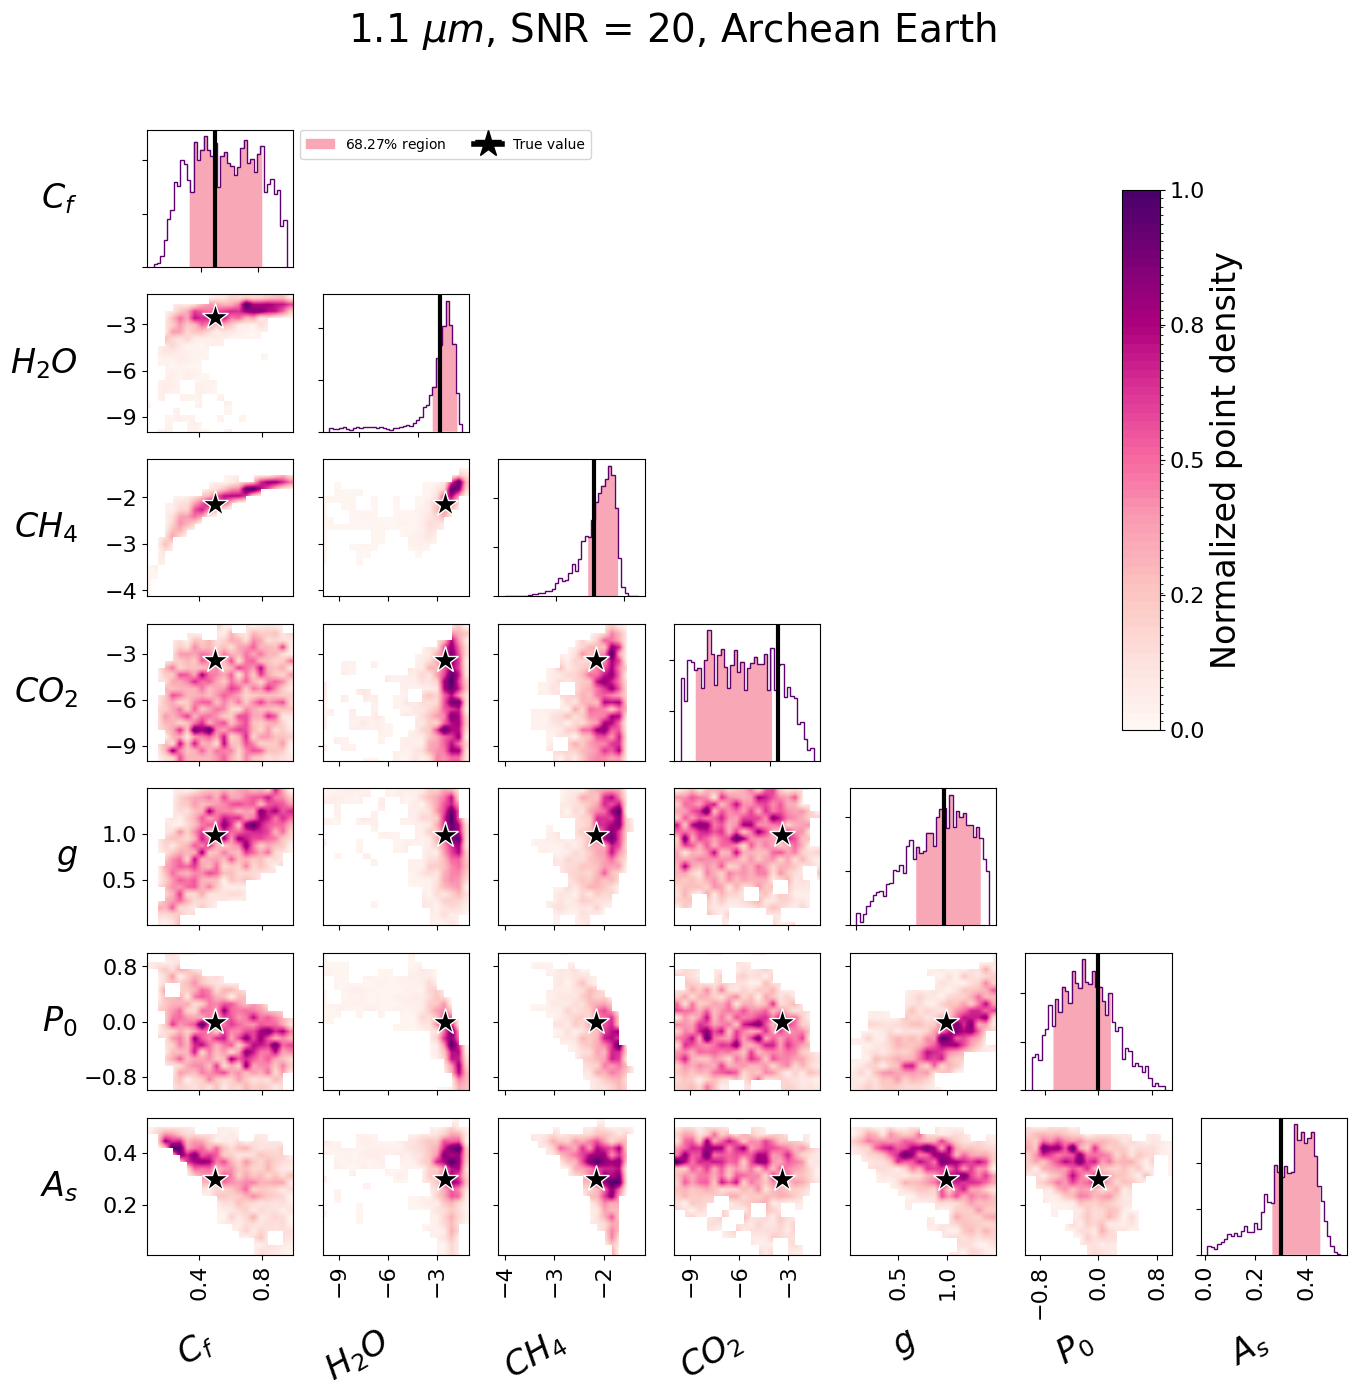 1.1 μm, SNR = 20, Archean Earth
68.27% region
True value
C_f
1.0
0.8
0.5
0.2
0.0
Normalized point density
H₂O
−3
−6
−9
CH₄
−2
−3
−4
CO₂
−3
−6
−9
g
1.0
0.5
P₀
0.8
0.0
−0.8
A_s
0.4
0.2
0.4 0.8 −9 −6 −3 −4 −3 −2 −9 −6 −3 0.5 1.0 −0.8 0.0 0.8 0.0 0.2 0.4
C_f H₂O CH₄ CO₂ g P₀ A_s